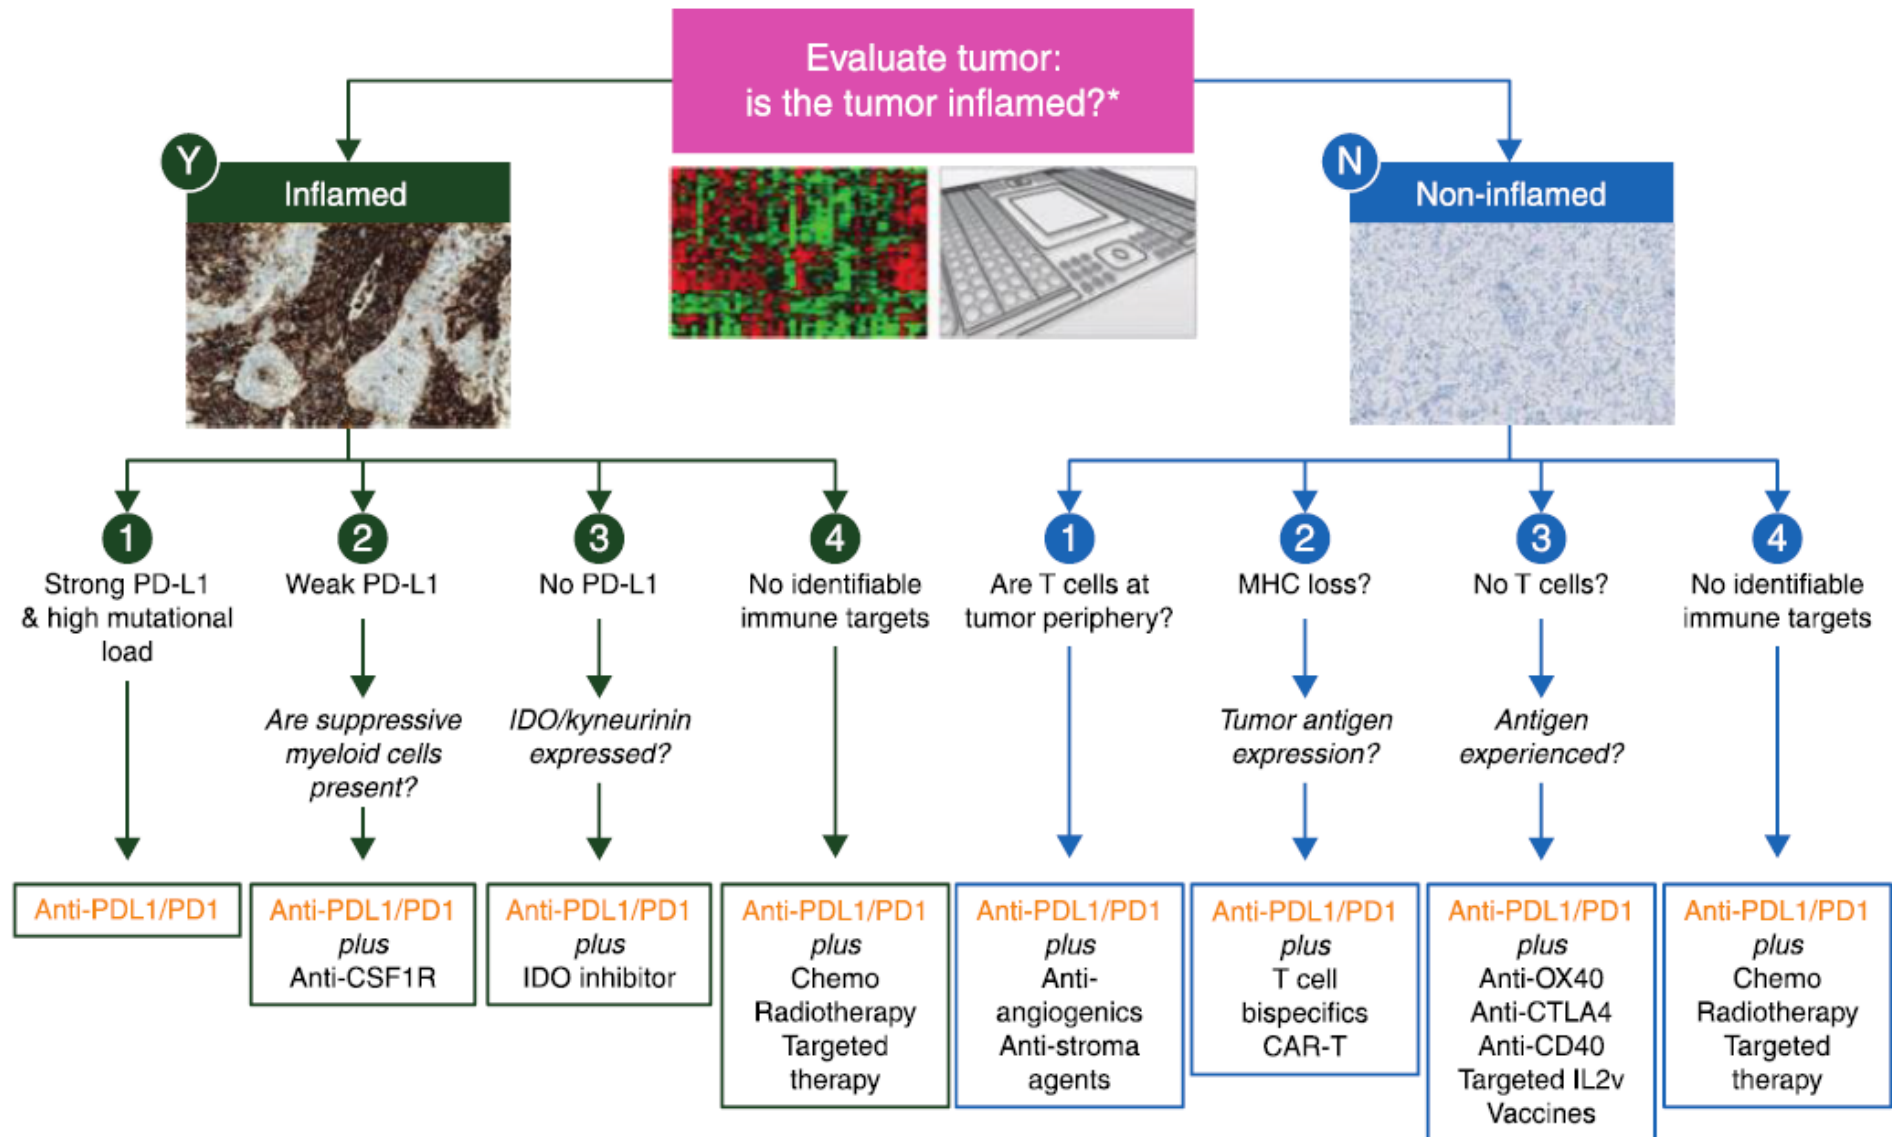 Evaluate tumor:
is the tumor inflamed?*
Y
Inflamed
N
Non-inflamed
1
Strong PD-L1
& high mutational
load
Anti-PDL1/PD1
2
Weak PD-L1
Are suppressive
myeloid cells
present?
Anti-PDL1/PD1
plus
Anti-CSF1R
3
No PD-L1
IDO/kyneurinin
expressed?
Anti-PDL1/PD1
plus
IDO inhibitor
4
No identifiable
immune targets
Anti-PDL1/PD1
plus
Chemo
Radiotherapy
Targeted
therapy
1
Are T cells at
tumor periphery?
Anti-PDL1/PD1
plus
Anti-
angiogenics
Anti-stroma
agents
2
MHC loss?
Tumor antigen
expression?
Anti-PDL1/PD1
plus
T cell
bispecifics
CAR-T
3
No T cells?
Antigen
experienced?
Anti-PDL1/PD1
plus
Anti-OX40
Anti-CTLA4
Anti-CD40
Targeted IL2v
Vaccines
4
No identifiable
immune targets
Anti-PDL1/PD1
plus
Chemo
Radiotherapy
Targeted
therapy